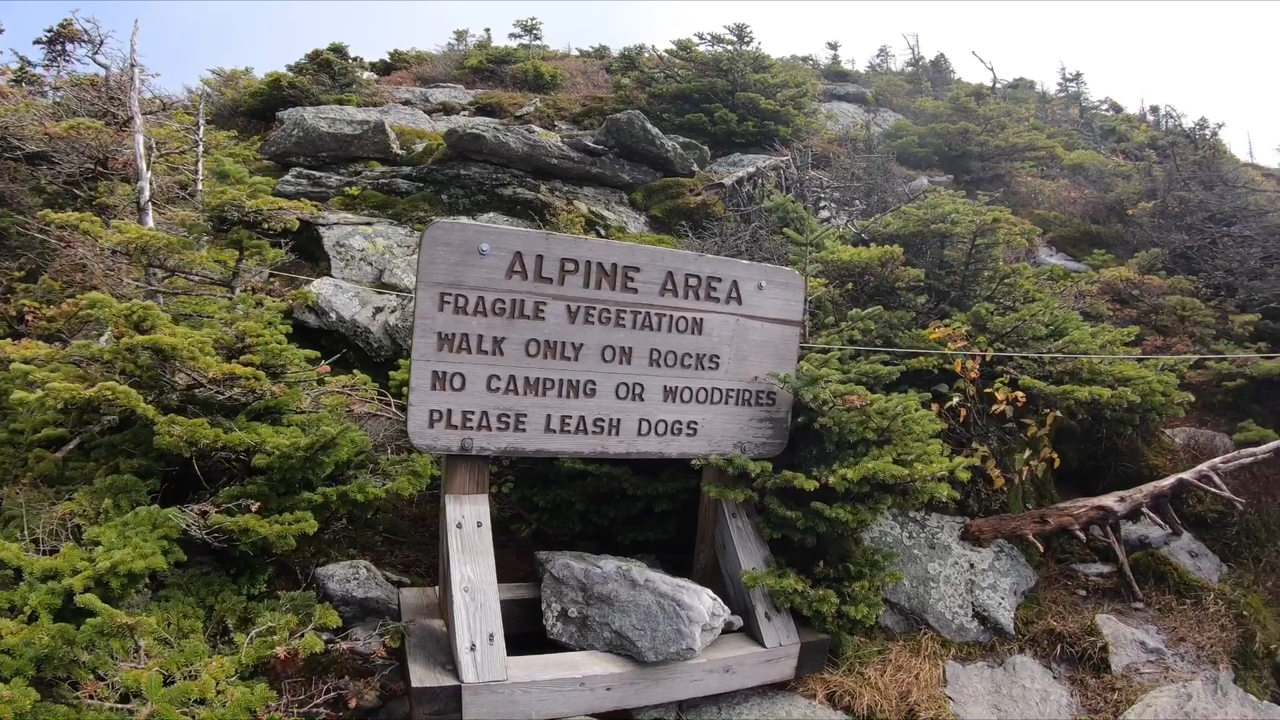 ALPINE AREA
FRAGILE VEGETATION
WALK ONLY ON ROCKS
NO CAMPING OR WOODFIRES
PLEASE LEASH DOGS